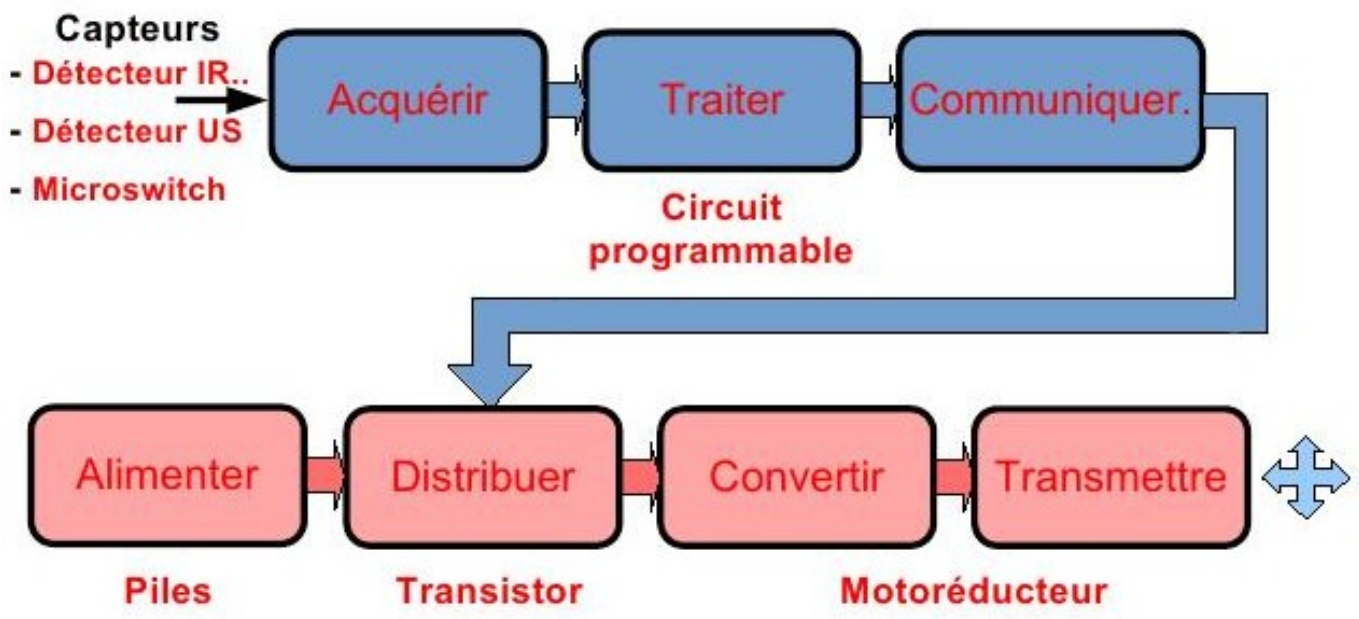 Capteurs
- Détecteur IR..
- Détecteur US
- Microswitch
Acquérir
Traiter
Communiquer.
Circuit
programmable
Alimenter
Distribuer
Convertir
Transmettre
Piles
Transistor
Motoréducteur